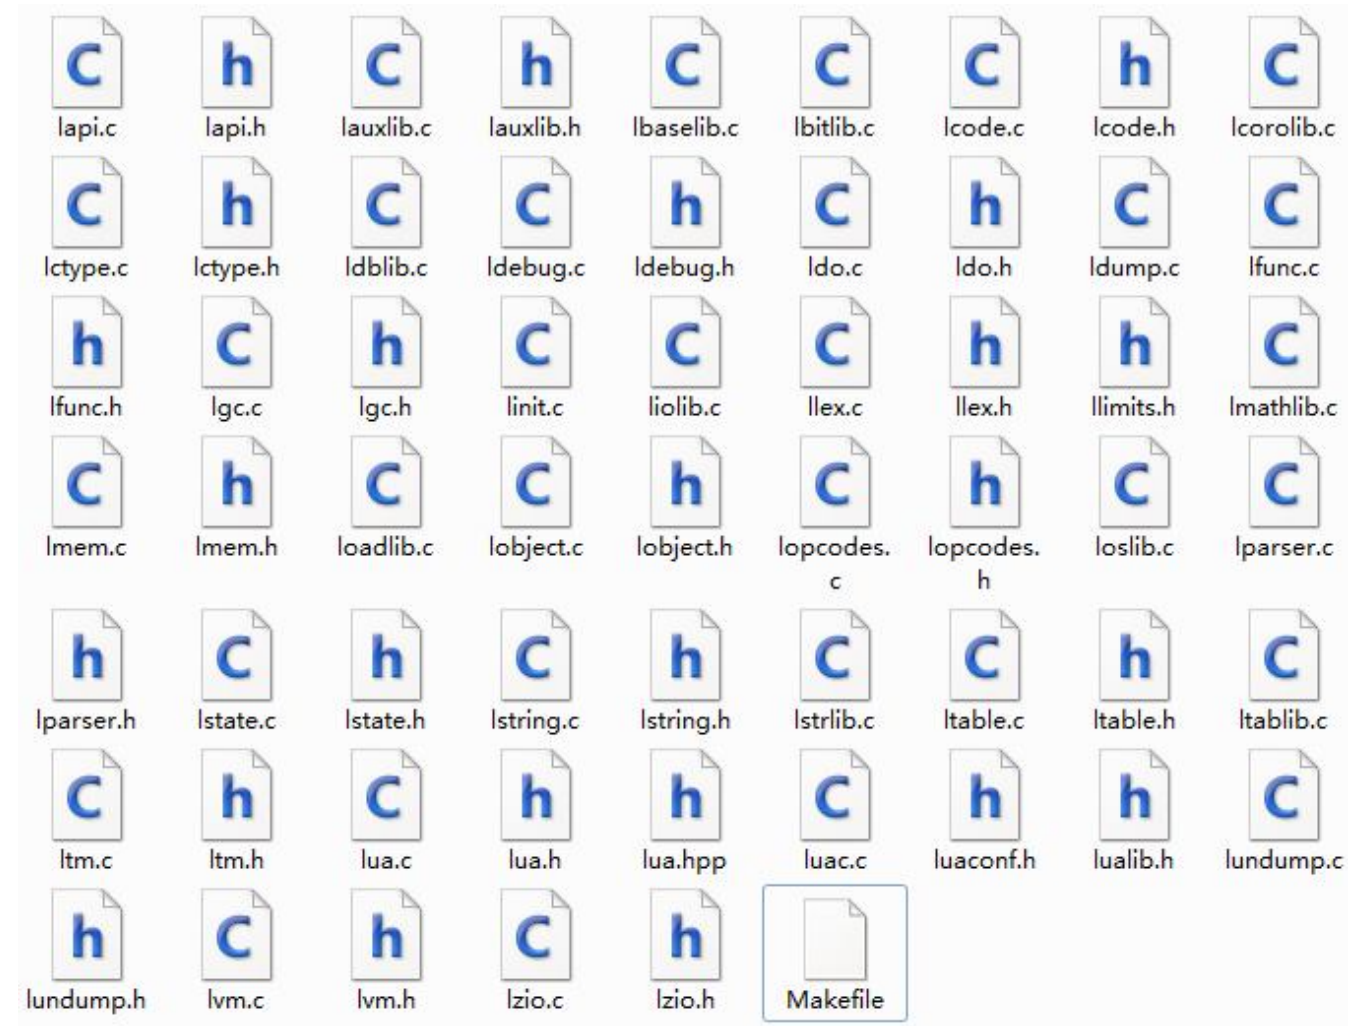 C h C h C C C h C
lapi.c lapi.h lauxlib.c lauxlib.h lbaselib.c lbitlib.c lcode.c lcode.h lcorolib.c
C h C C h C h C C
lctype.c lctype.h ldblib.c ldebug.c ldebug.h ldo.c ldo.h ldump.c lfunc.c
h C h C C C h h C
lfunc.h lgc.c lgc.h linit.c liolib.c llex.c llex.h llimits.h lmathlib.c
C h C C h C h C C
lmem.c lmem.h loadlib.c lobject.c lobject.h lopcodes. lopcodes. loslib.c lparser.c
c h
h C h C h C C h C
lparser.h lstate.c lstate.h lstring.c lstring.h lstrlib.c ltable.c ltable.h ltablib.c
C h C h h C h h C
ltm.c ltm.h lua.c lua.h lua.hpp luac.c luaconf.h lualib.h lundump.c
h C h C h
lundump.h lvm.c lvm.h lzio.c lzio.h Makefile